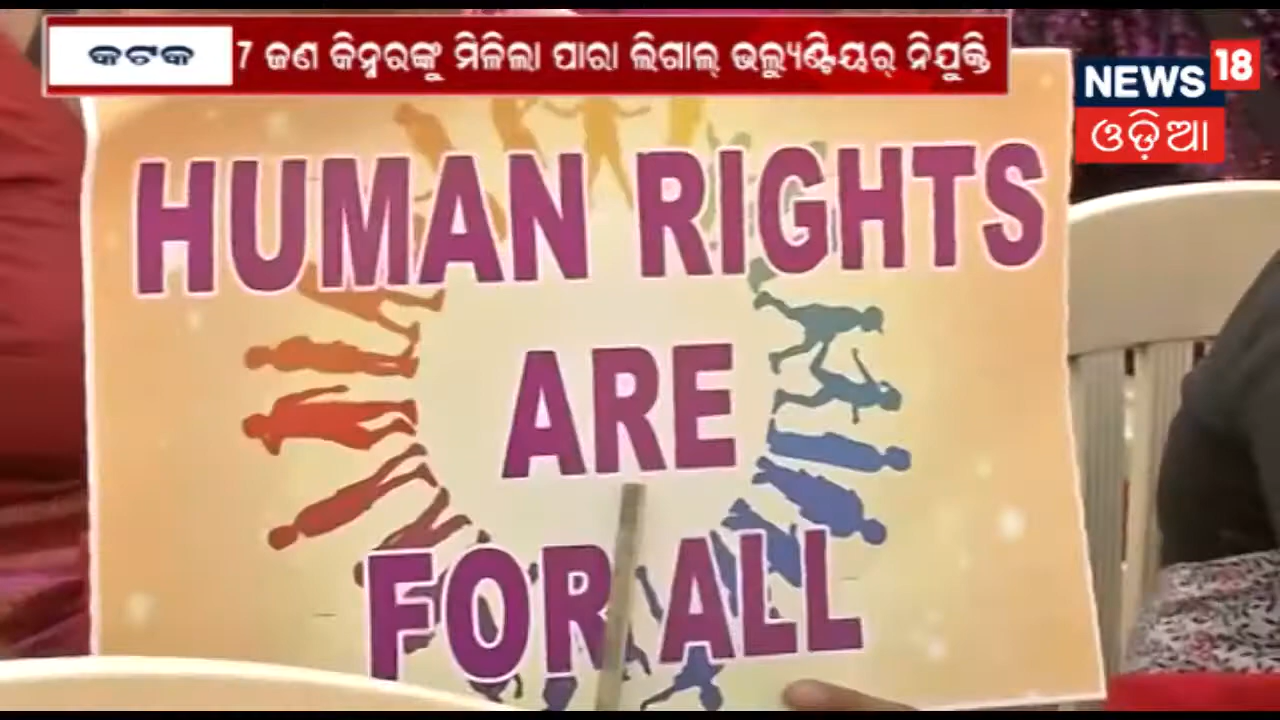 କଟକ
7 ଜଣ କିନ୍ନରଙ୍କୁ ମିଳିଲା ପାରା ଲିଗାଲ୍ ଭଲ୍ୟୁଣ୍ଟିୟର୍ ନିଯୁକ୍ତି
NEWS 18
ଓଡ଼ିଆ
HUMAN RIGHTS
ARE
FOR ALL